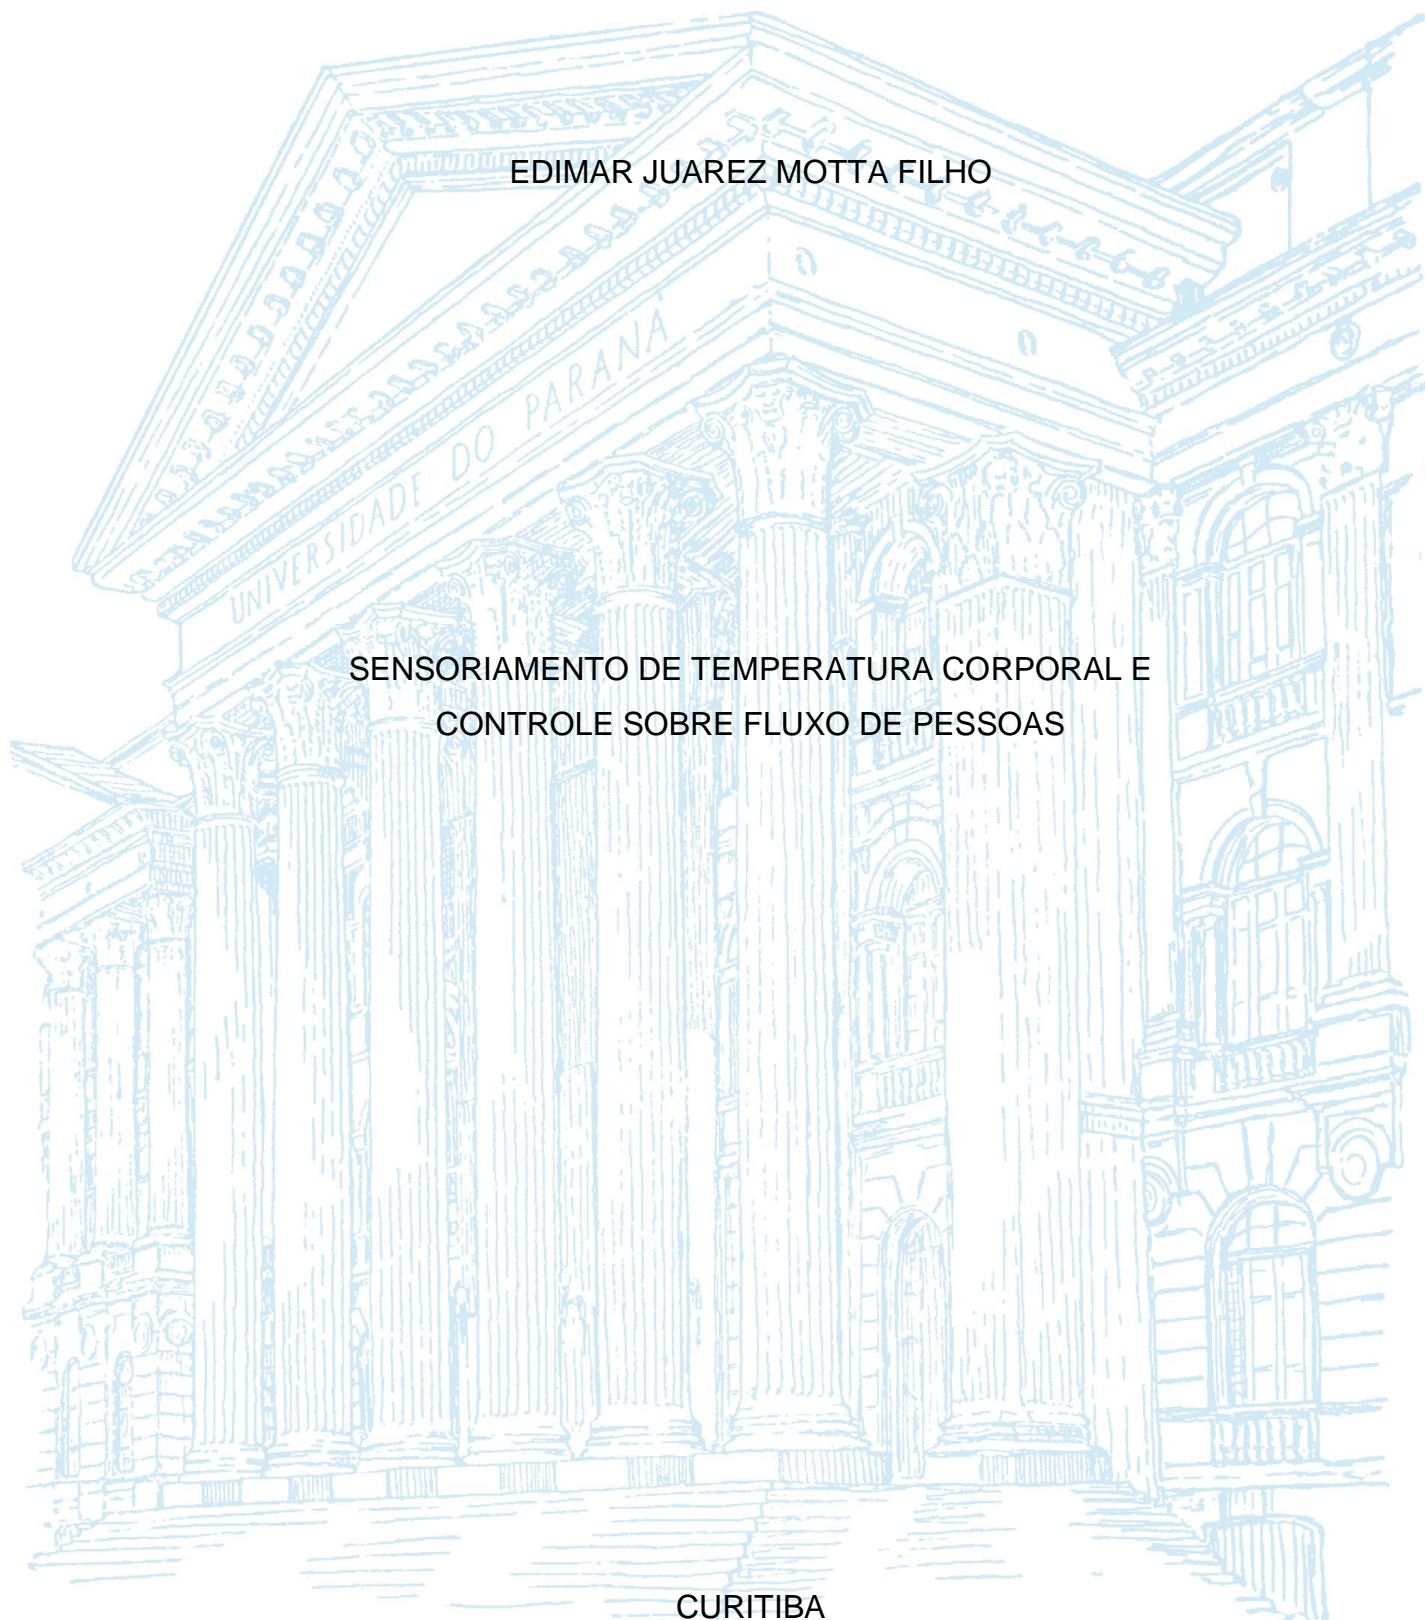 EDIMAR JUAREZ MOTTA FILHO
UNIVERSIDADE DO PARANÁ
SENSORIAMENTO DE TEMPERATURA CORPORAL E
CONTROLE SOBRE FLUXO DE PESSOAS
CURITIBA